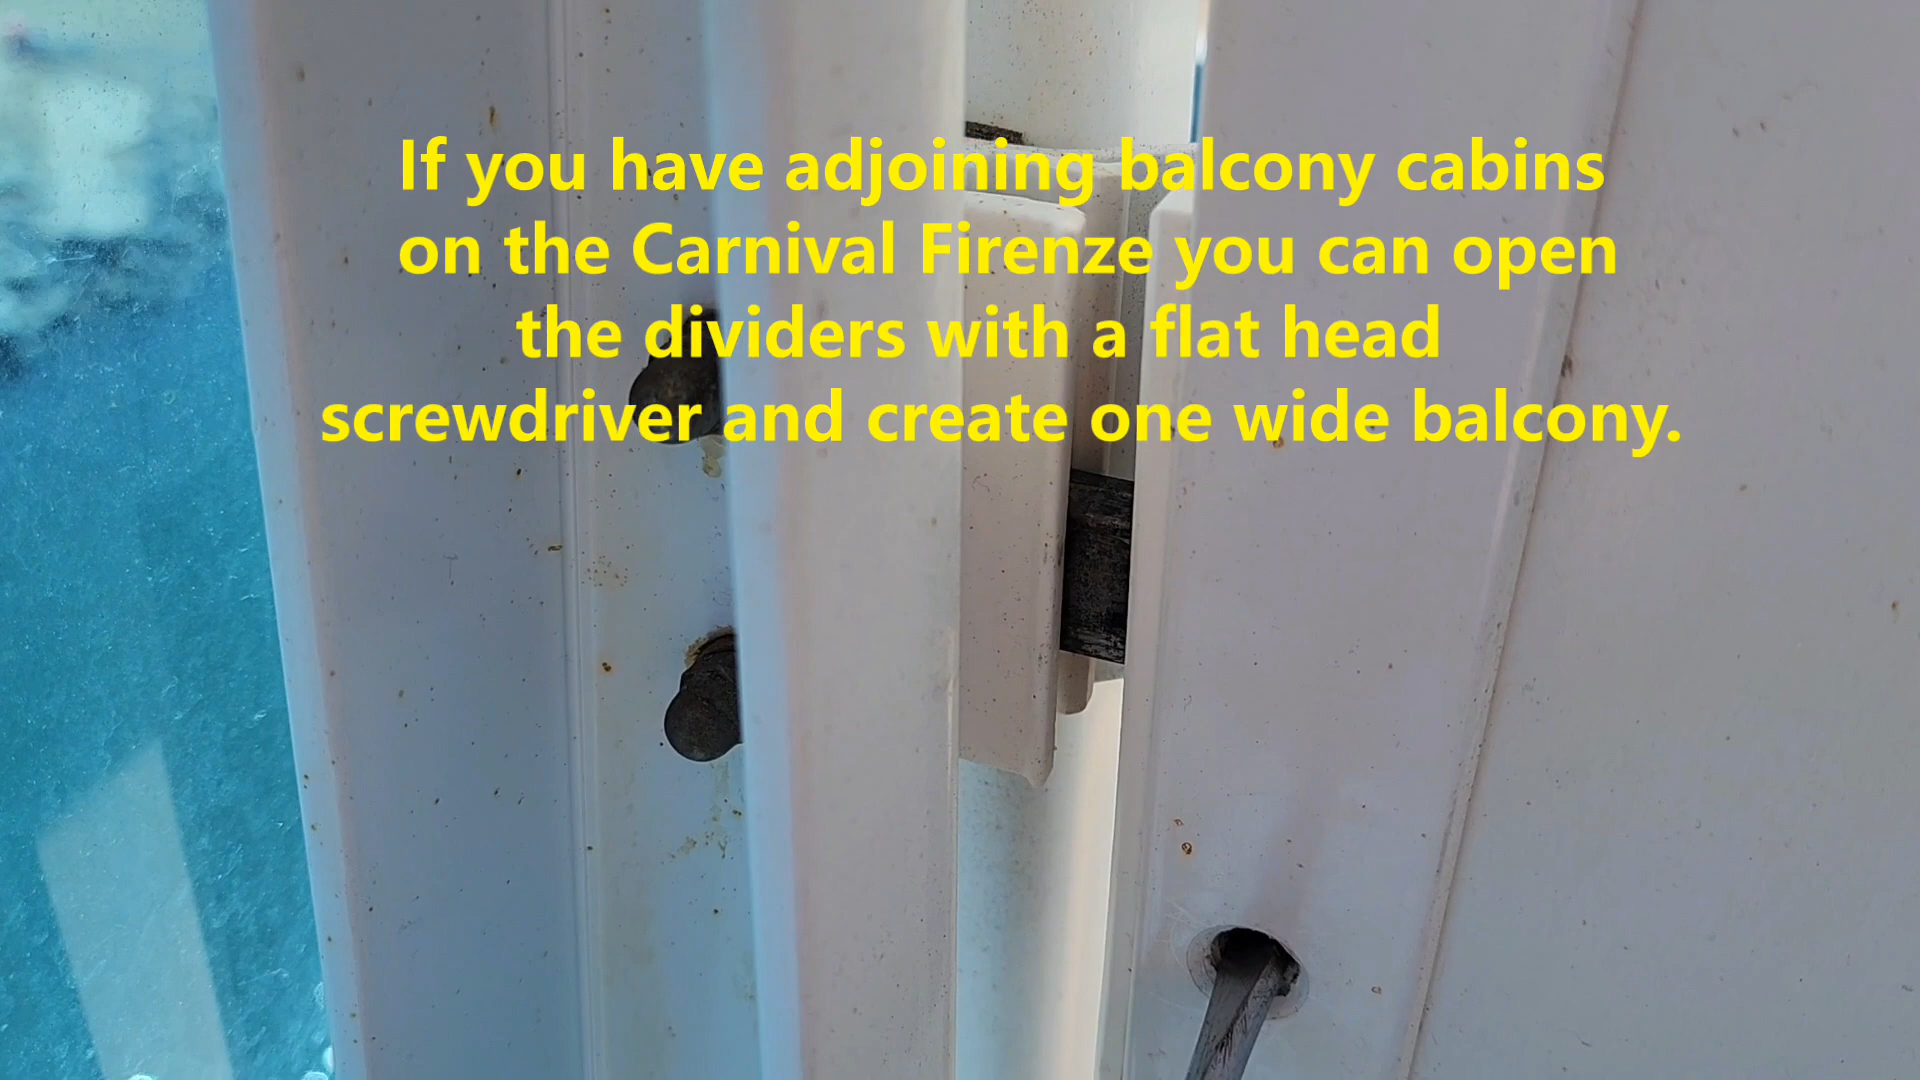 If you have adjoining balcony cabins
on the Carnival Firenze you can open
the dividers with a flat head
screwdriver and create one wide balcony.